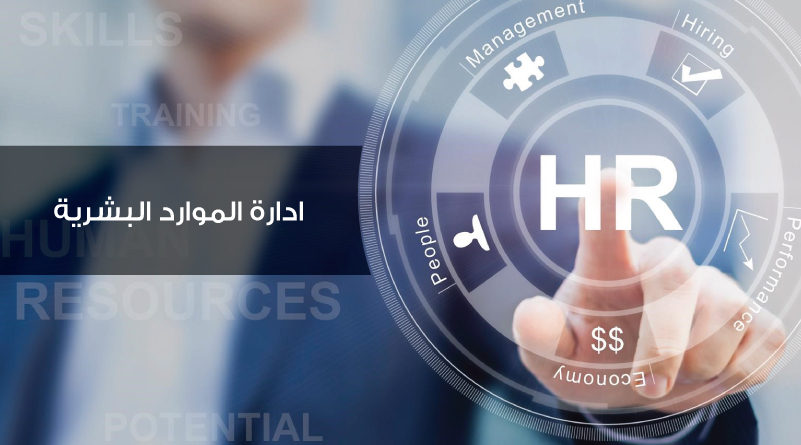 SKILLS
TRAINING
ادارة الموارد البشرية
HUMAN
RESOURCES
POTENTIAL
Management
Hiring
HR
People
Performance
$$
Economy